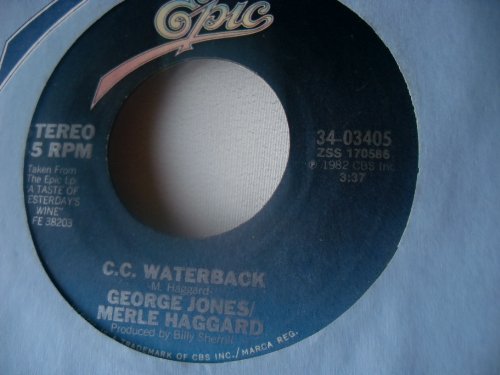 Epic
TEREO
5 RPM
Taken From
The Epic Lp
A TASTE OF
ESTERDAY'S
WINE"
FE 38203
34-03405
ZSS 170586
℗ 1982 CBS Inc.
3:37
C.C. WATERBACK
-M. Haggard-
GEORGE JONES/
MERLE HAGGARD
Produced by Billy Sherrill
TRADEMARK OF CBS INC./MARCA REG.